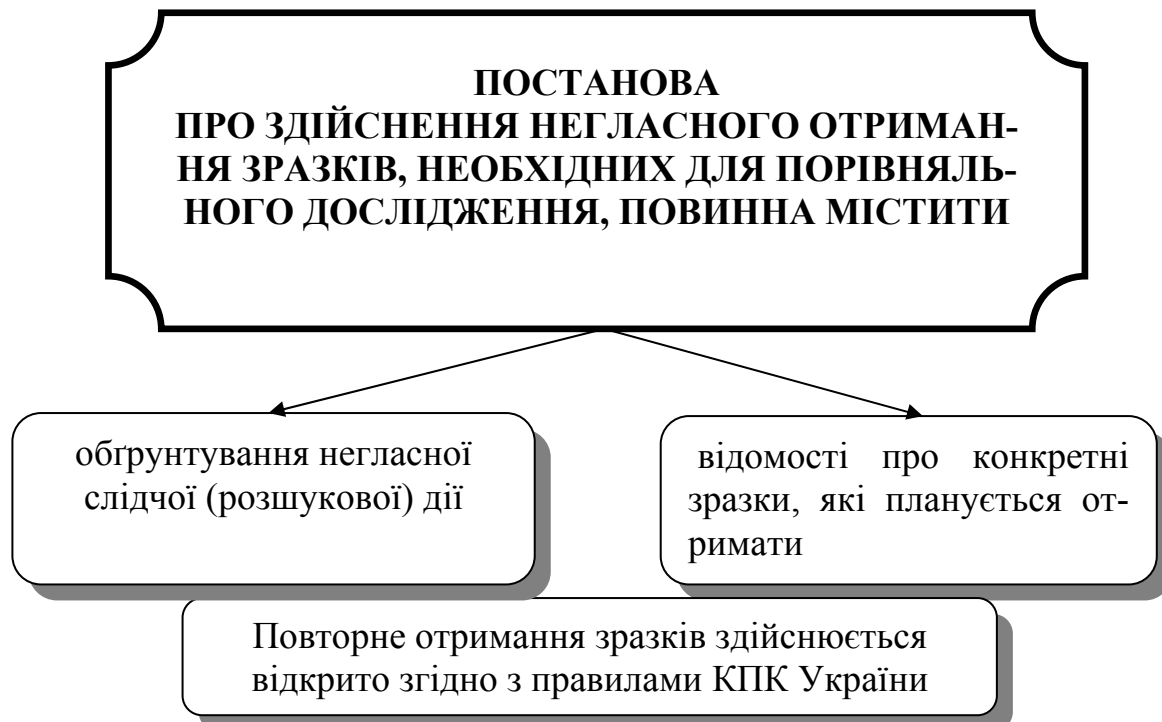 ПОСТАНОВА
ПРО ЗДІЙСНЕННЯ НЕГЛАСНОГО ОТРИМАН-
НЯ ЗРАЗКІВ, НЕОБХІДНИХ ДЛЯ ПОРІВНЯЛЬ-
НОГО ДОСЛІДЖЕННЯ, ПОВИННА МІСТИТИ
обґрунтування негласної
слідчої (розшукової) дії
відомості про конкретні
зразки, які планується от-
римати
Повторне отримання зразків здійснюється
відкрито згідно з правилами КПК України